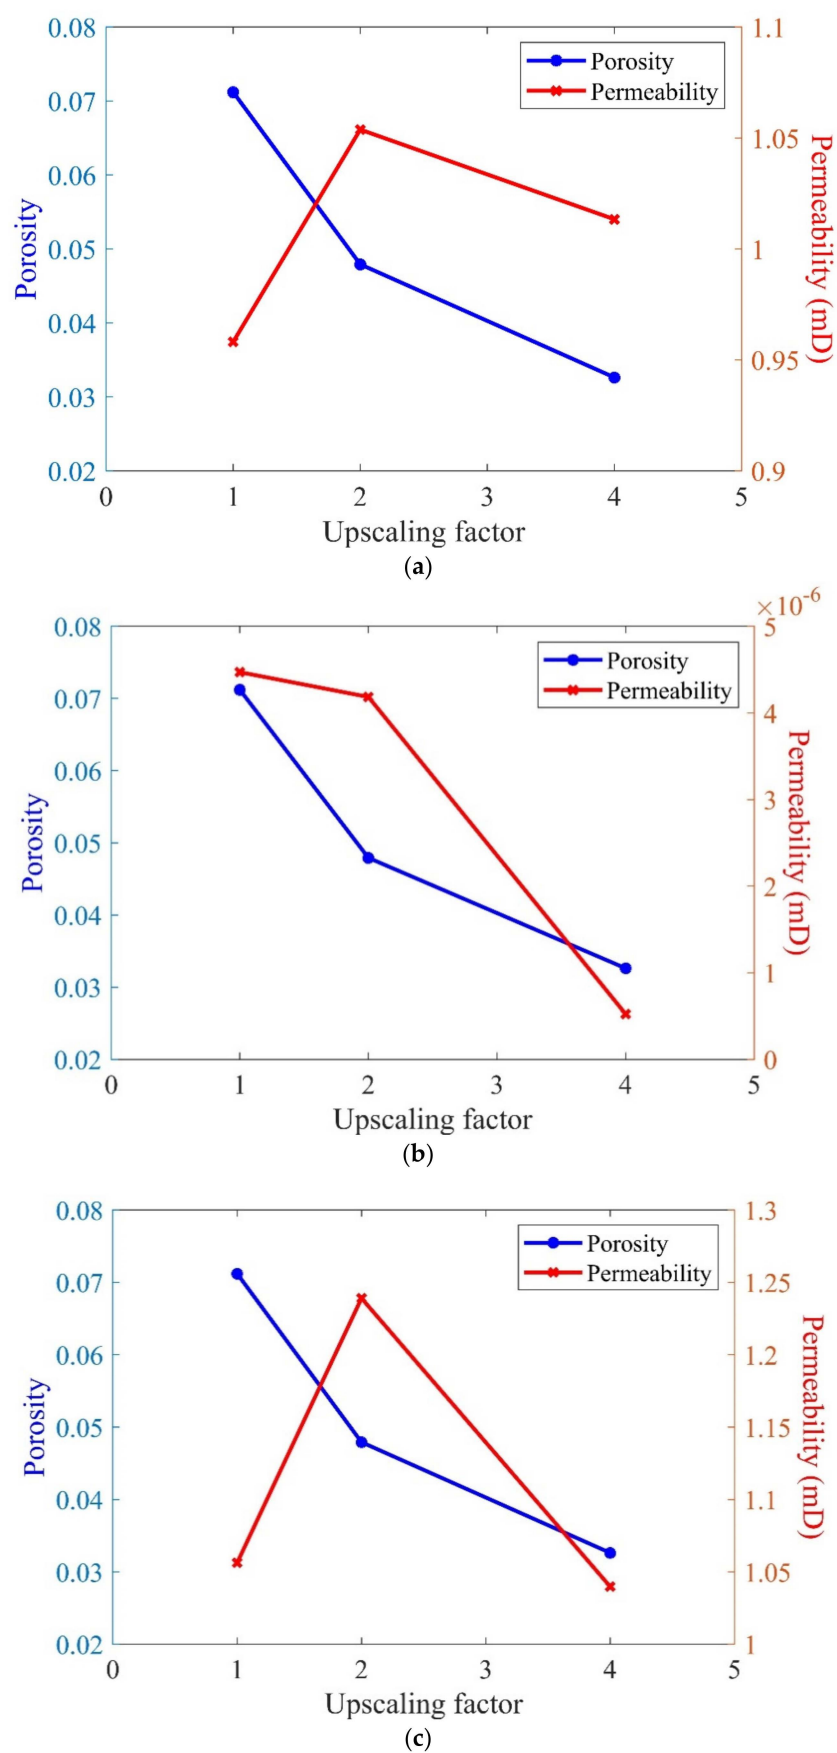 0.08
0.07
0.06
0.05
0.04
0.03
0.02
Porosity
1.1
1.05
1
0.95
0.9
Permeability (mD)
Porosity
Permeability
0 1 2 3 4 5
Upscaling factor
(a)
×10-6
0.08
0.07
0.06
0.05
0.04
0.03
0.02
Porosity
5
4
3
2
1
0
Permeability (mD)
Porosity
Permeability
0 1 2 3 4 5
Upscaling factor
(b)
0.08
0.07
0.06
0.05
0.04
0.03
0.02
Porosity
1.3
1.25
1.2
1.15
1.1
1.05
1
Permeability (mD)
Porosity
Permeability
0 1 2 3 4 5
Upscaling factor
(c)